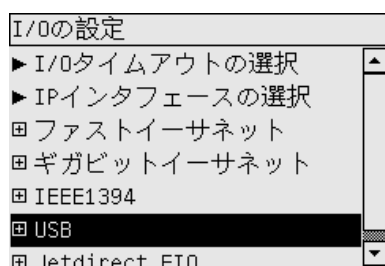 I/Oの設定
I/Oタイムアウトの選択
IPインタフェースの選択
ファストイーサネット
ギガビットイーサネット
IEEE1394
USB
Jetdirect EIO